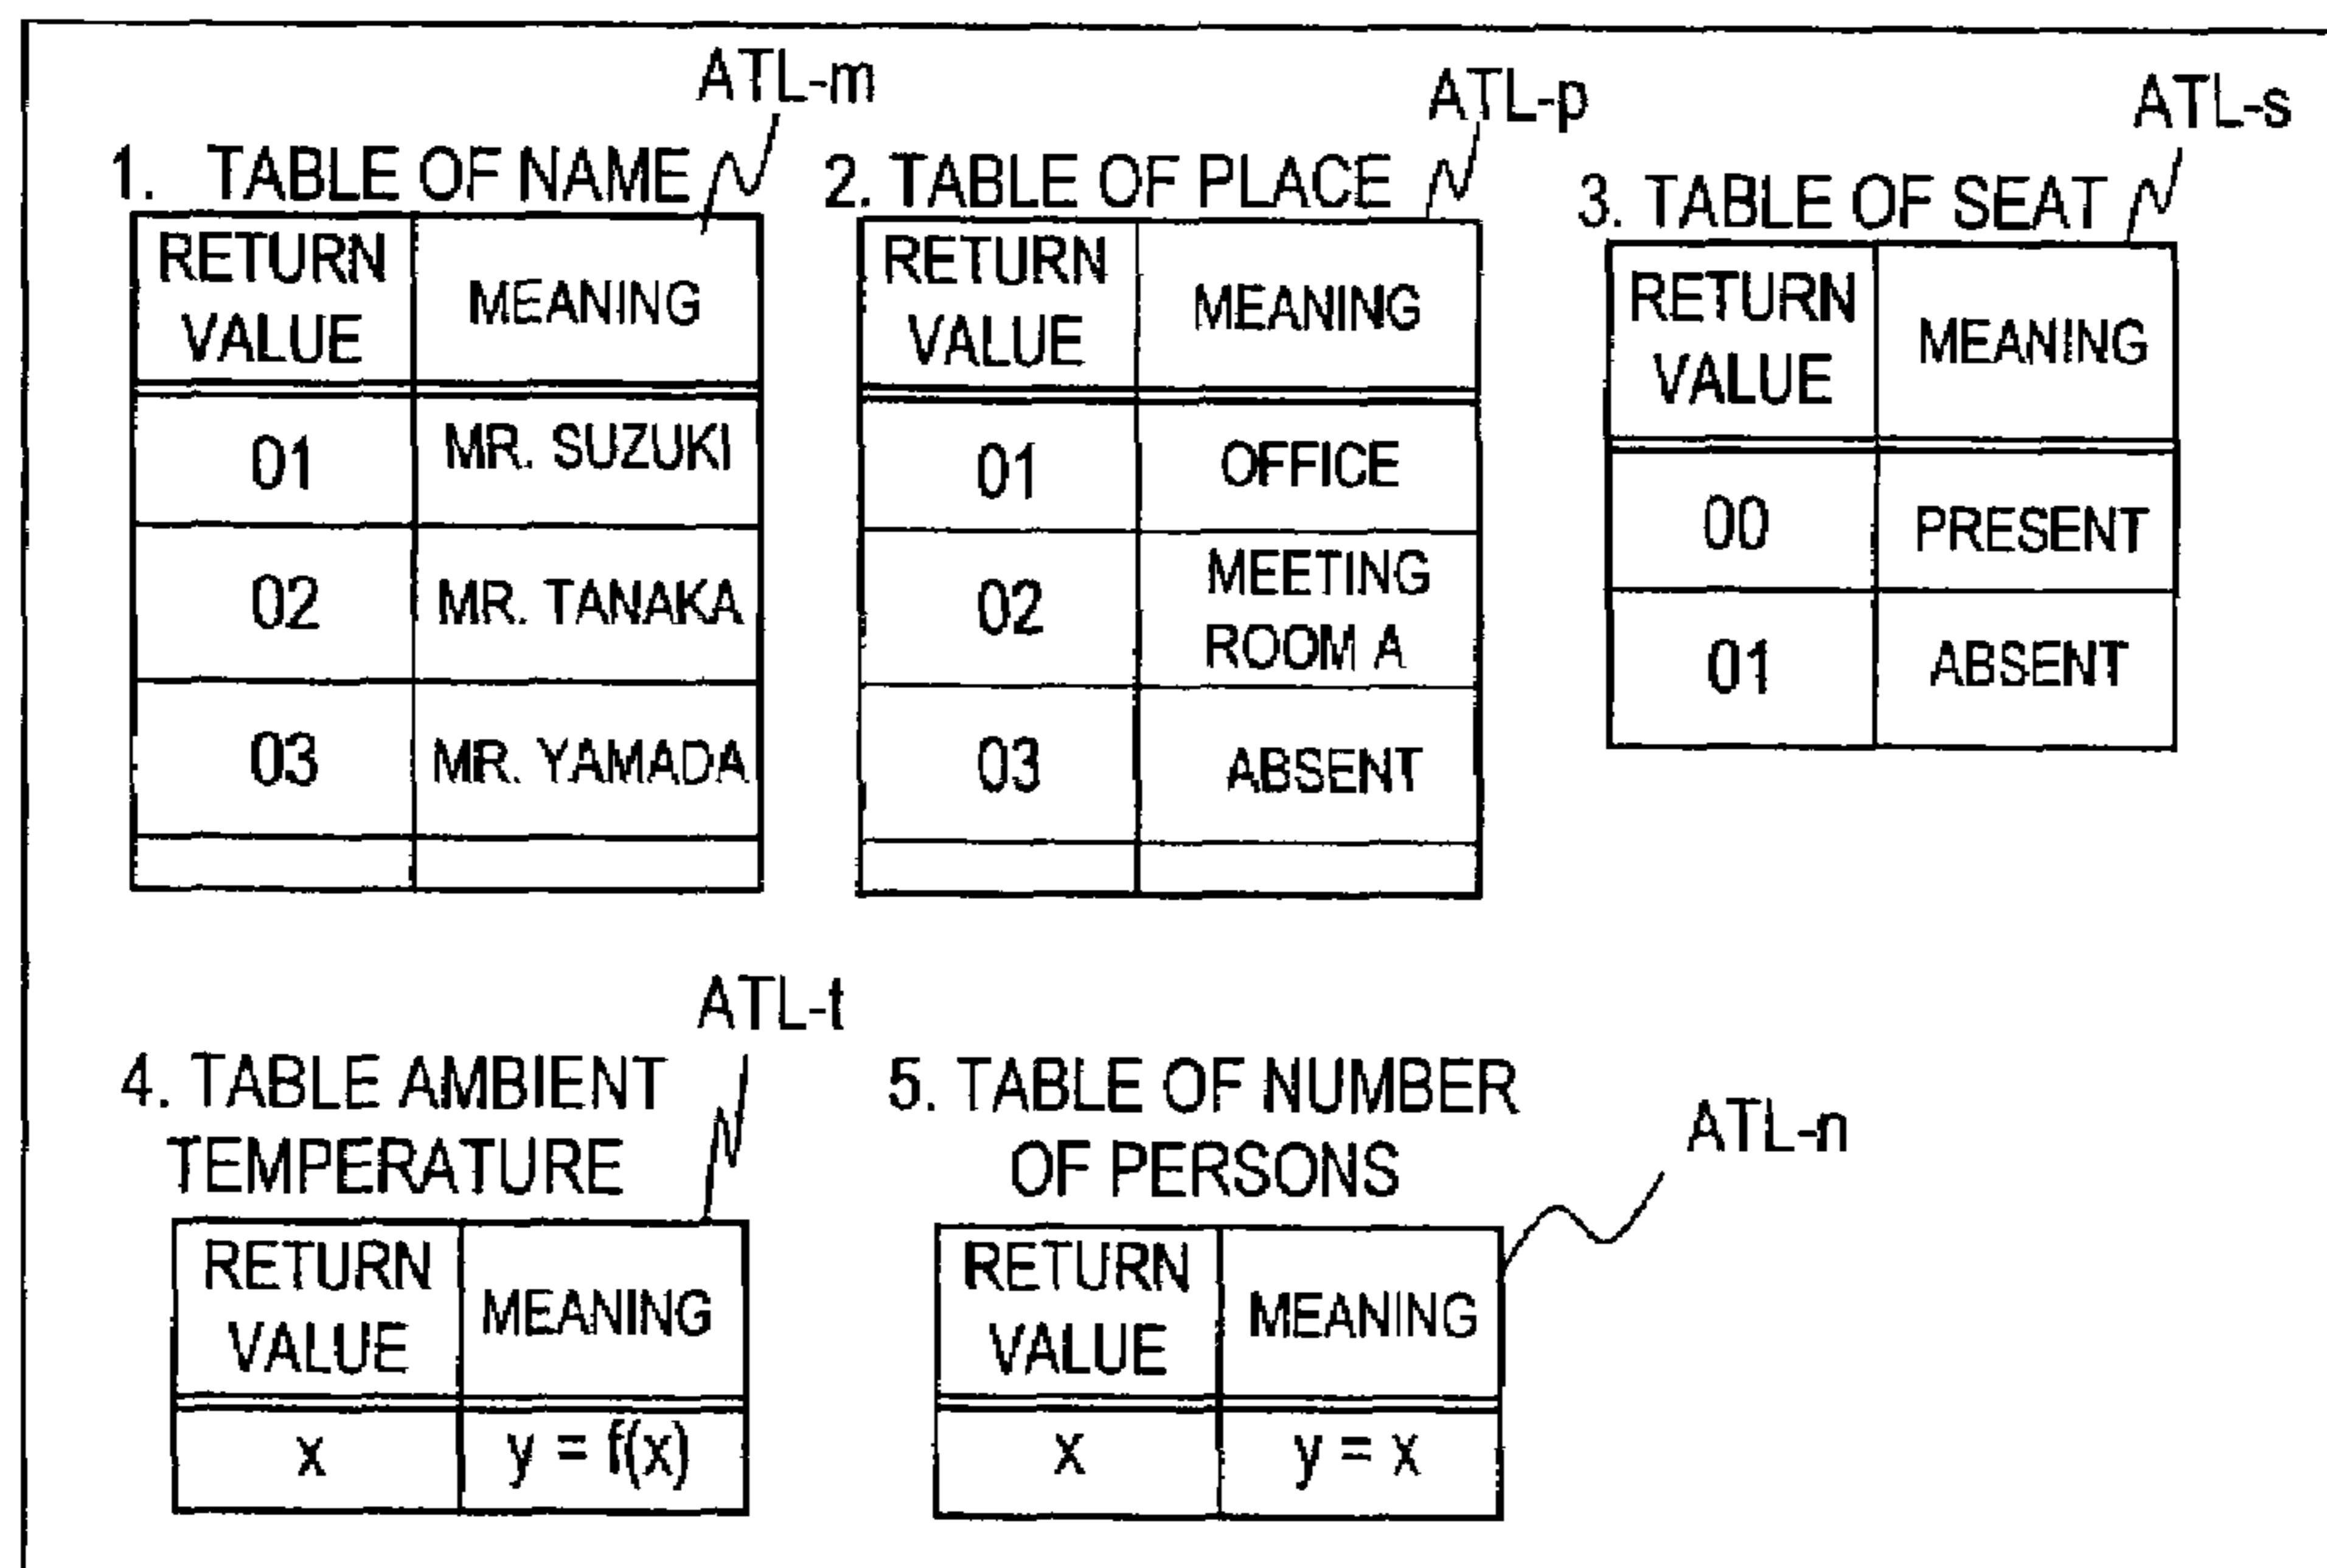 ATL-m
1. TABLE OF NAME
RETURN VALUE MEANING
01 MR. SUZUKI
02 MR. TANAKA
03 MR. YAMADA
ATL-p
2. TABLE OF PLACE
RETURN VALUE MEANING
01 OFFICE
02 MEETING ROOM A
03 ABSENT
ATL-s
3. TABLE OF SEAT
RETURN VALUE MEANING
00 PRESENT
01 ABSENT
ATL-t
4. TABLE AMBIENT
TEMPERATURE
RETURN VALUE MEANING
x y = f(x)
5. TABLE OF NUMBER
OF PERSONS
ATL-n
RETURN VALUE MEANING
x y = x